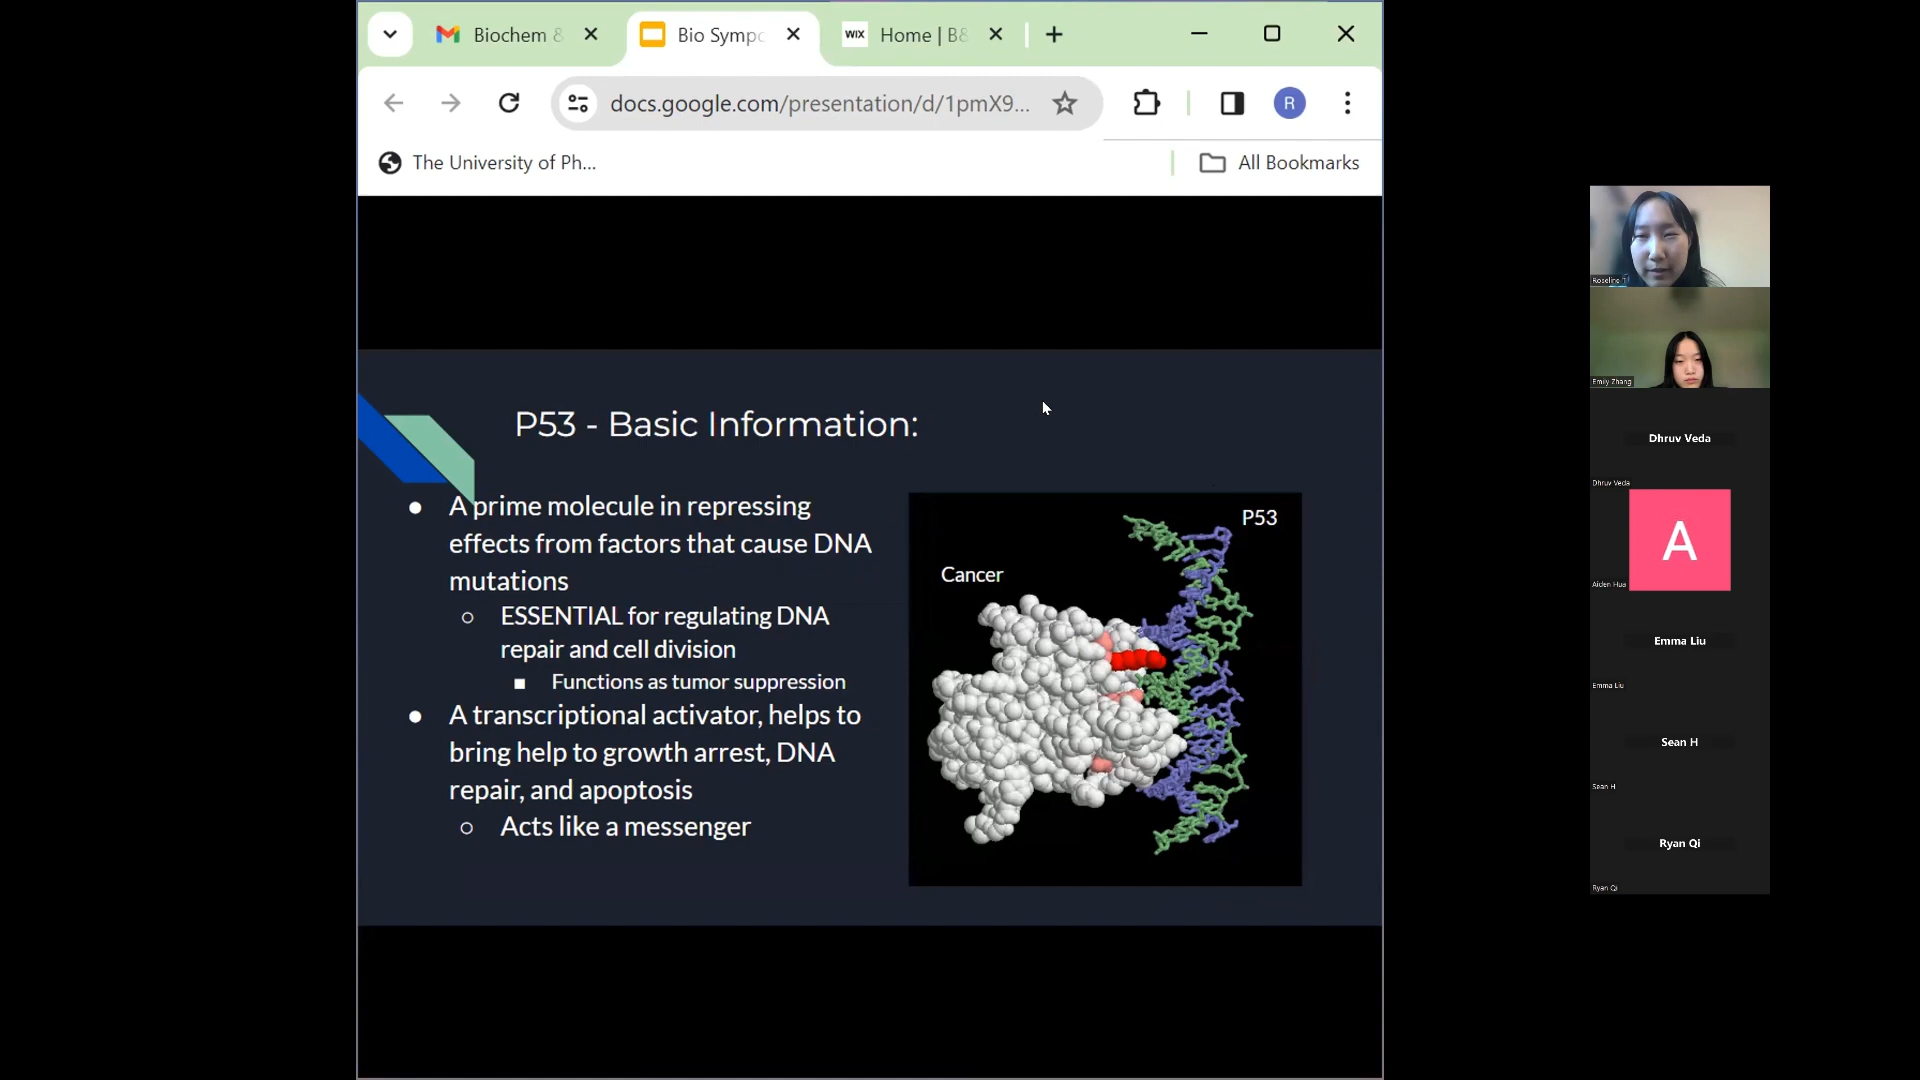 Biochem &
Bio Sympo
WIX
Home | B&
docs.google.com/presentation/d/1pmX9...
R
The University of Ph...
All Bookmarks
P53 - Basic Information:
● A prime molecule in repressing
effects from factors that cause DNA
mutations
○ ESSENTIAL for regulating DNA
repair and cell division
■ Functions as tumor suppression
● A transcriptional activator, helps to
bring help to growth arrest, DNA
repair, and apoptosis
○ Acts like a messenger
P53
Cancer
Roseline
Emily Zhang
Dhruv Veda
Dhruv Veda
A
Aiden Hua
Emma Liu
Emma Liu
Sean H
Sean H
Ryan Qi
Ryan Qi